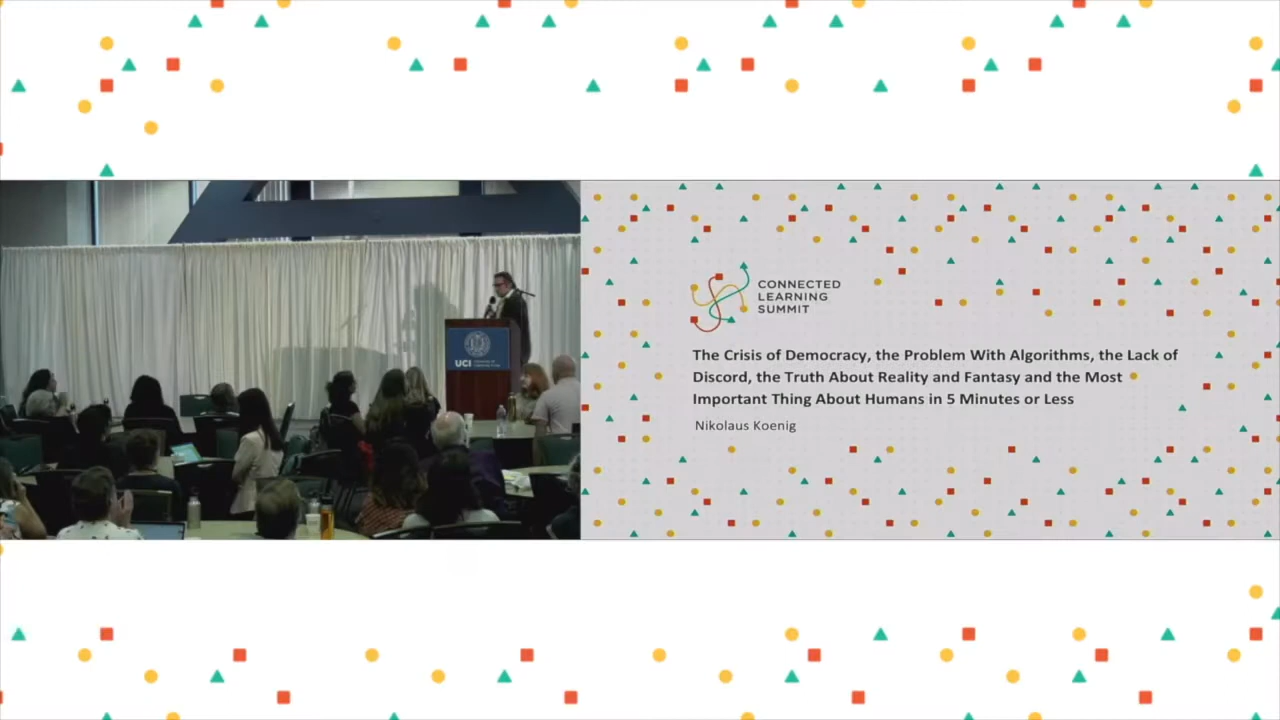 UCI
CONNECTED
LEARNING
SUMMIT
The Crisis of Democracy, the Problem With Algorithms, the Lack of
Discord, the Truth About Reality and Fantasy and the Most
Important Thing About Humans in 5 Minutes or Less
Nikolaus Koenig